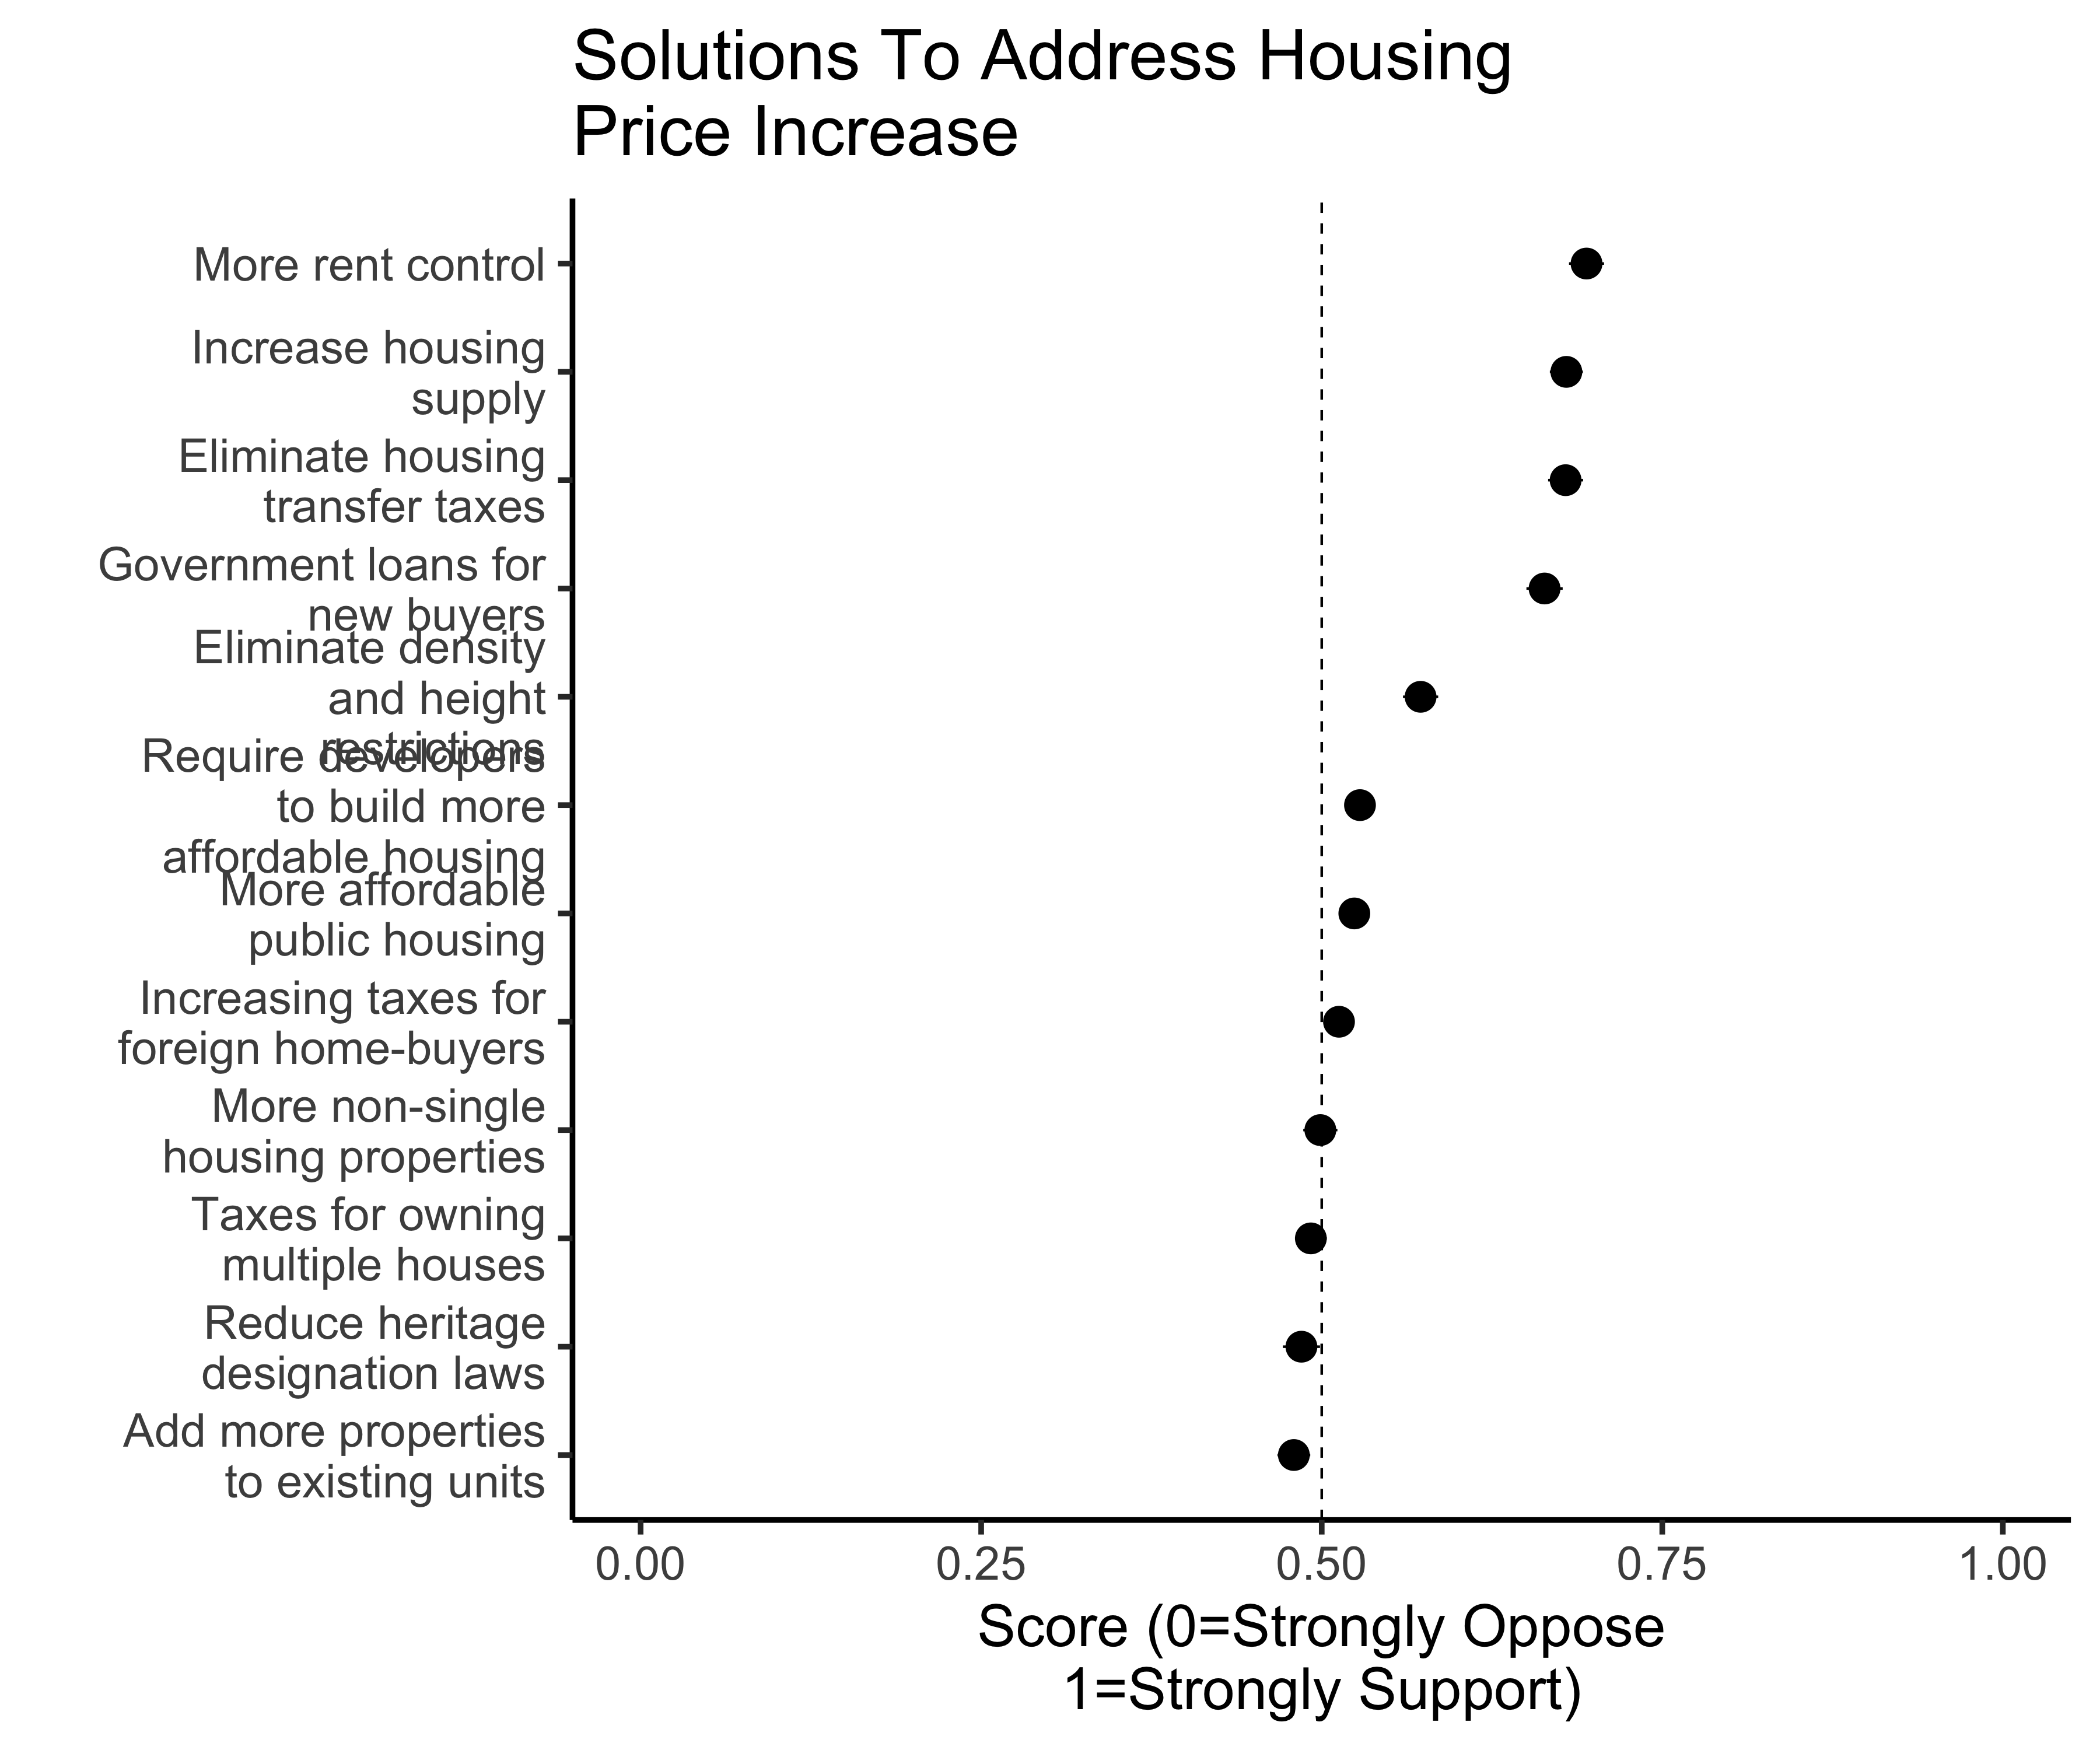 Solutions To Address Housing
Price Increase
More rent control
Increase housing
supply
Eliminate housing
transfer taxes
Government loans for
new buyers
Eliminate density
and height
restrictions
Require developers
to build more
affordable housing
More affordable
public housing
Increasing taxes for
foreign home-buyers
More non-single
housing properties
Taxes for owning
multiple houses
Reduce heritage
designation laws
Add more properties
to existing units
0.00 0.25 0.50 0.75 1.00
Score (0=Strongly Oppose
1=Strongly Support)